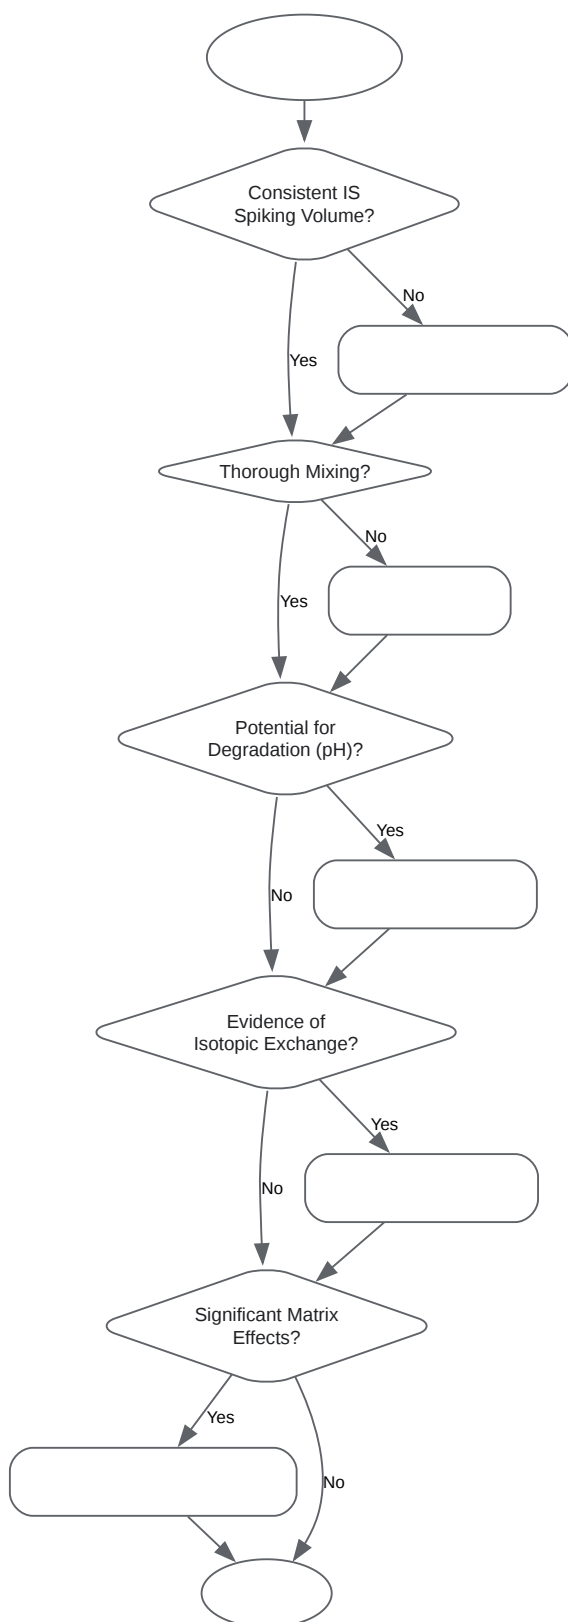 Consistent IS
Spiking Volume?
No
Yes
Thorough Mixing?
No
Yes
Potential for
Degradation (pH)?
Yes
No
Evidence of
Isotopic Exchange?
Yes
No
Significant Matrix
Effects?
Yes
No